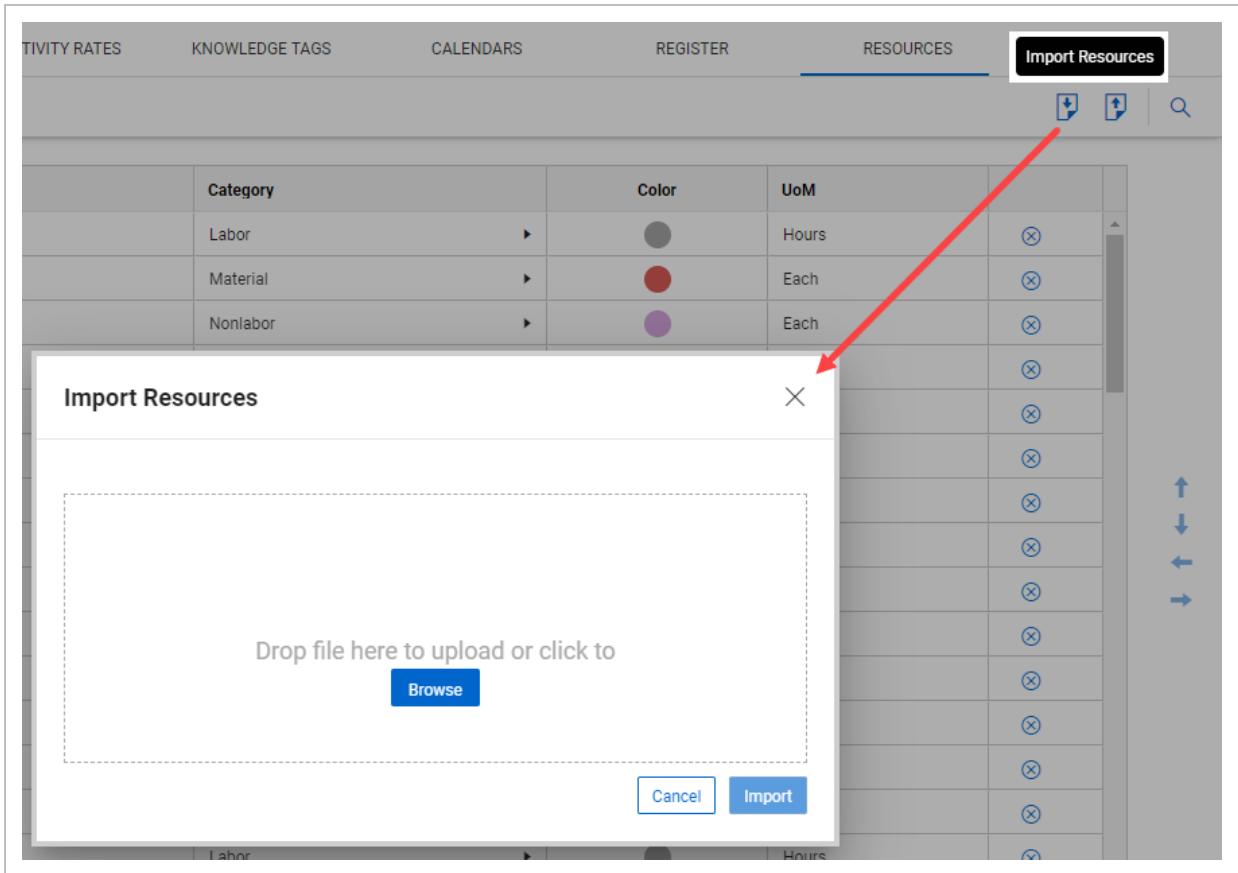 TIVITY RATES KNOWLEDGE TAGS CALENDARS REGISTER RESOURCES
Import Resources
Category Color UoM
Labor Hours
Material Each
Nonlabor Each
Import Resources
Drop file here to upload or click to
Browse
Cancel Import
Labor Hours